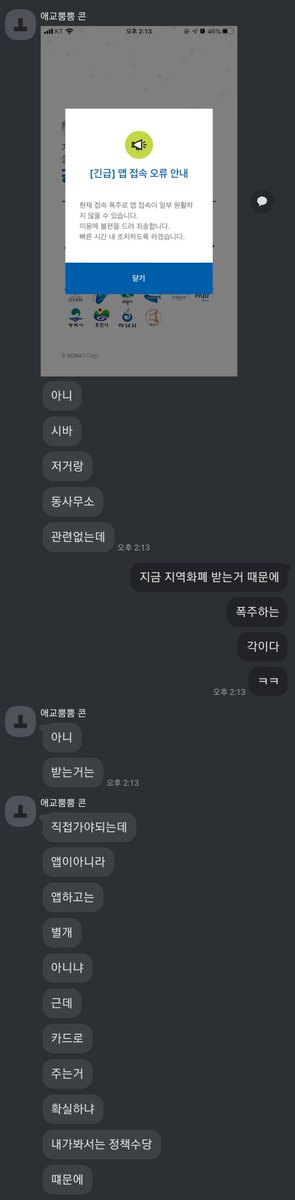 애교뿜뿜 콘
KT
오후 2:13
46%
[긴급] 앱 접속 오류 안내
현재 접속 폭주로 앱 접속이 일부 원활하
지 않을 수 있습니다.
이용에 불편을 드려 죄송합니다.
빠른 시간 내 조치하도록 하겠습니다.
닫기
OSAN
PAJU
평택시
포천시
하남시
© KONA I Corp.
아니
시바
저거랑
동사무소
관련없는데
오후 2:13
지금 지역화폐 받는거 때문에
폭주하는
각이다
ㅋㅋ
오후 2:13
애교뿜뿜 콘
아니
받는거는
오후 2:13
애교뿜뿜 콘
직접가야되는데
앱이아니라
앱하고는
별개
아니냐
근데
카드로
주는거
확실하냐
내가봐서는 정책수당
떄문에